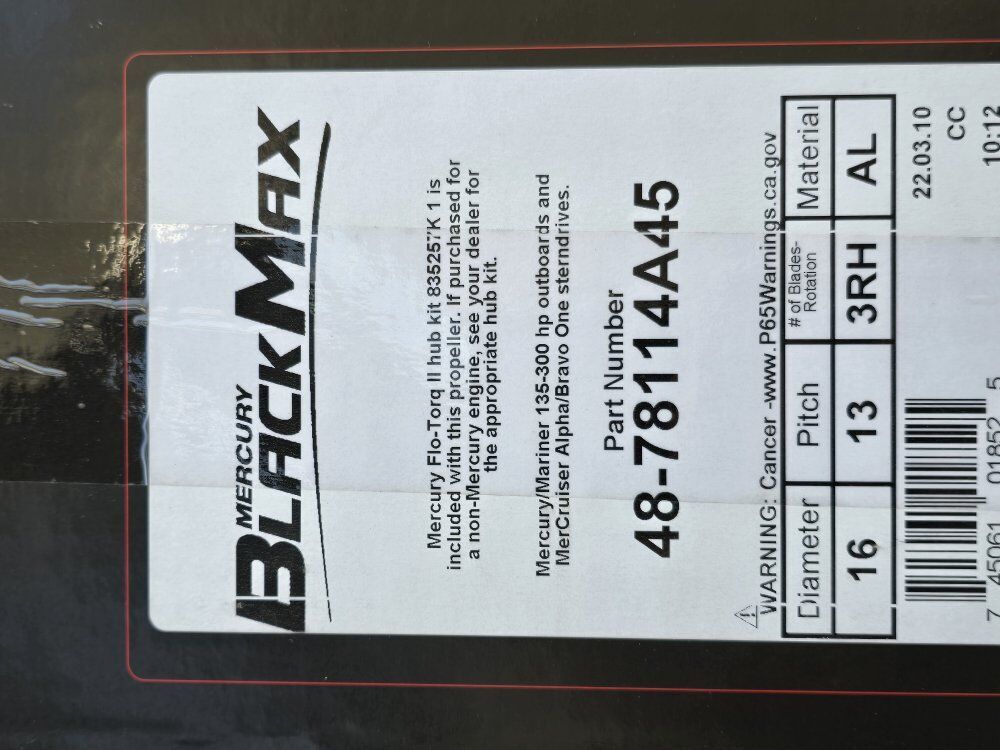 MERCURY
BLACKMAX
Mercury Flo-Torq II hub kit 835257K 1 is
included with this propeller. If purchased for
a non-Mercury engine, see your dealer for
the appropriate hub kit.
Mercury/Mariner 135-300 hp outboards and
MerCruiser Alpha/Bravo One sterndrives.
Part Number
48-78114A45
⚠WARNING: Cancer -www.P65Warnings.ca.gov
Diameter Pitch # of Blades- Material
Rotation
16 13 3RH AL
22.03.10
CC
10:12
7 45061 01852 5